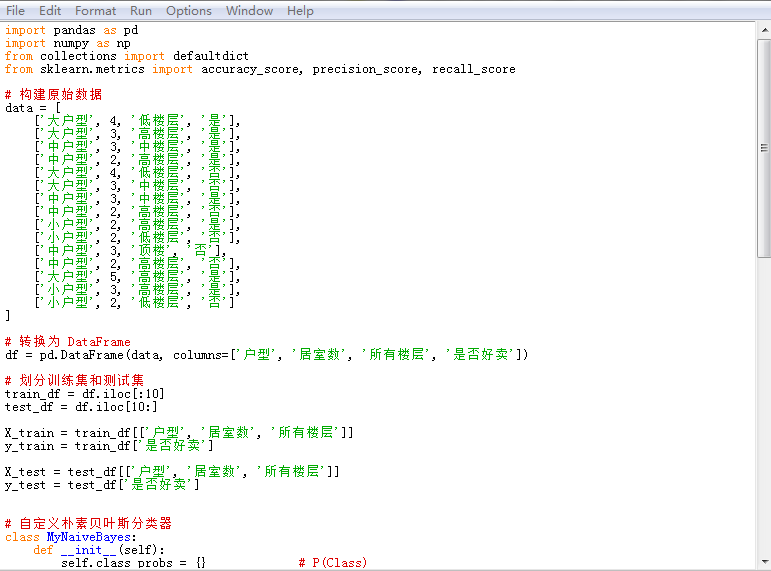 File Edit Format Run Options Window Help
import pandas as pd
import numpy as np
from collections import defaultdict
from sklearn.metrics import accuracy_score, precision_score, recall_score
# 构建原始数据
data = [
['大户型', 4, '低楼层', '是'],
['大户型', 3, '高楼层', '是'],
['中户型', 3, '中楼层', '是'],
['中户型', 2, '高楼层', '是'],
['大户型', 4, '低楼层', '否'],
['大户型', 3, '中楼层', '否'],
['中户型', 3, '中楼层', '是'],
['中户型', 2, '高楼层', '否'],
['小户型', 2, '高楼层', '是'],
['小户型', 2, '低楼层', '否'],
['中户型', 3, '顶楼', '否'],
['中户型', 2, '高楼层', '否'],
['大户型', 5, '高楼层', '是'],
['小户型', 3, '高楼层', '是'],
['小户型', 2, '低楼层', '否']
]
# 转换为 DataFrame
df = pd.DataFrame(data, columns=['户型', '居室数', '所有楼层', '是否好卖'])
# 划分训练集和测试集
train_df = df.iloc[:10]
test_df = df.iloc[10:]
X_train = train_df[['户型', '居室数', '所有楼层']]
y_train = train_df['是否好卖']
X_test = test_df[['户型', '居室数', '所有楼层']]
y_test = test_df['是否好卖']
# 自定义朴素贝叶斯分类器
class MyNaiveBayes:
def __init__(self):
self.class_probs = {} # P(Class)